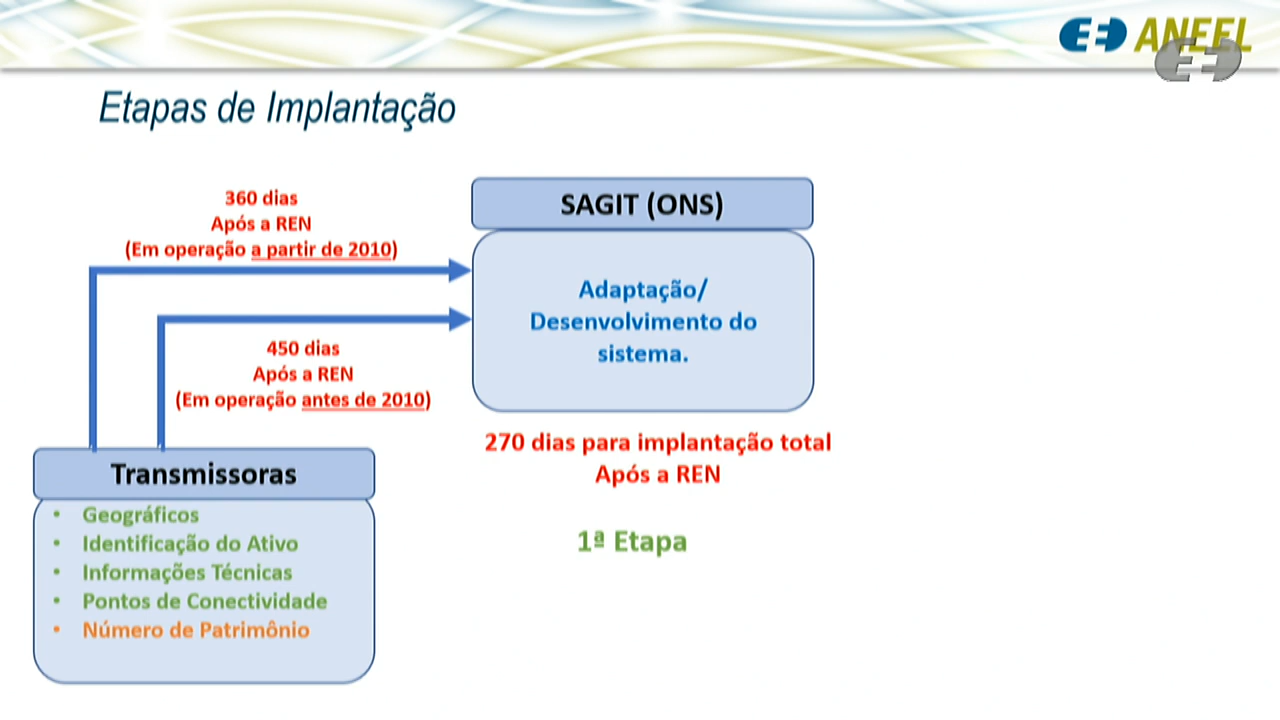 ANEEL
Etapas de Implantação
360 dias
Após a REN
(Em operação a partir de 2010)
SAGIT (ONS)
Adaptação/
Desenvolvimento do
sistema.
450 dias
Após a REN
(Em operação antes de 2010)
270 dias para implantação total
Após a REN
1ª Etapa
Transmissoras
• Geográficos
• Identificação do Ativo
• Informações Técnicas
• Pontos de Conectividade
• Número de Patrimônio